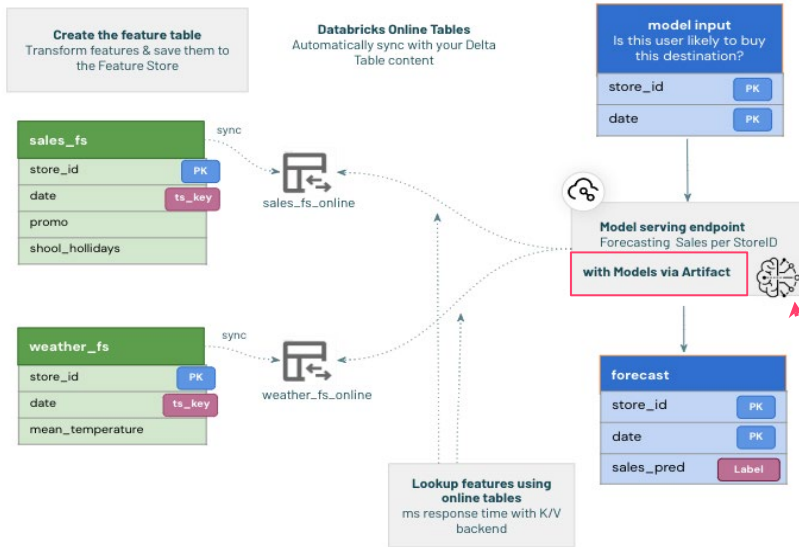 Create the feature table
Transform features & save them to
the Feature Store
Databricks Online Tables
Automatically sync with your Delta
Table content
model input
Is this user likely to buy
this destination?
store_id PK
date PK
sales_fs
store_id PK
date ts_key
promo
shool_hollidays
sync
sales_fs_online
Model serving endpoint
Forecasting Sales per StoreID
with Models via Artifact
weather_fs
store_id PK
date ts_key
mean_temperature
sync
weather_fs_online
forecast
store_id PK
date PK
sales_pred Label
Lookup features using
online tables
ms response time with K/V
backend